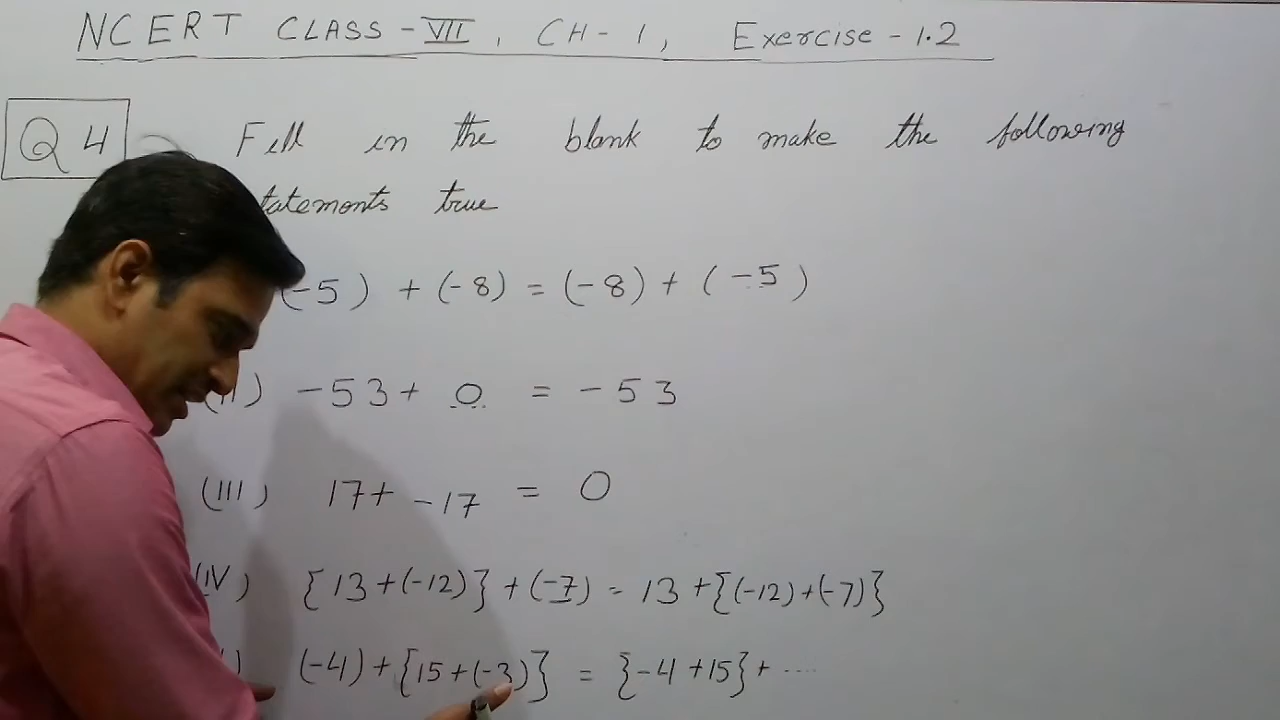 NCERT CLASS - VII, CH - 1, Exercise - 1.2
Q 4 Fill in the blank to make the following
tatements true
(-5) + (-8) = (-8) + (-5)
(II) -53 + 0 = -53
(III) 17 + -17 = 0
(IV) {13 + (-12)} + (-7) = 13 + {(-12) + (-7)}
(-4) + {15 + (-3)} = {-4 + 15} + .....